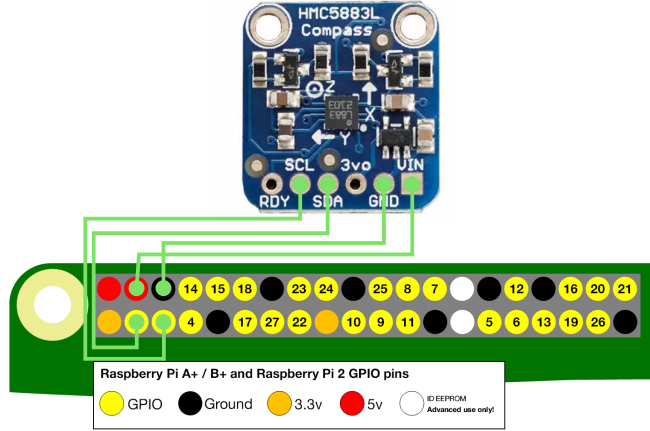 HMC5883L
Compass
Z
L883
2103
X
Y
SCL 3vo VIN
RDY SDA GND
14 15 18 23 24 25 8 7 12 16 20 21
4 17 27 22 10 9 11 5 6 13 19 26
Raspberry Pi A+ / B+ and Raspberry Pi 2 GPIO pins
GPIO Ground 3.3v 5v ID EEPROM
Advanced use only!